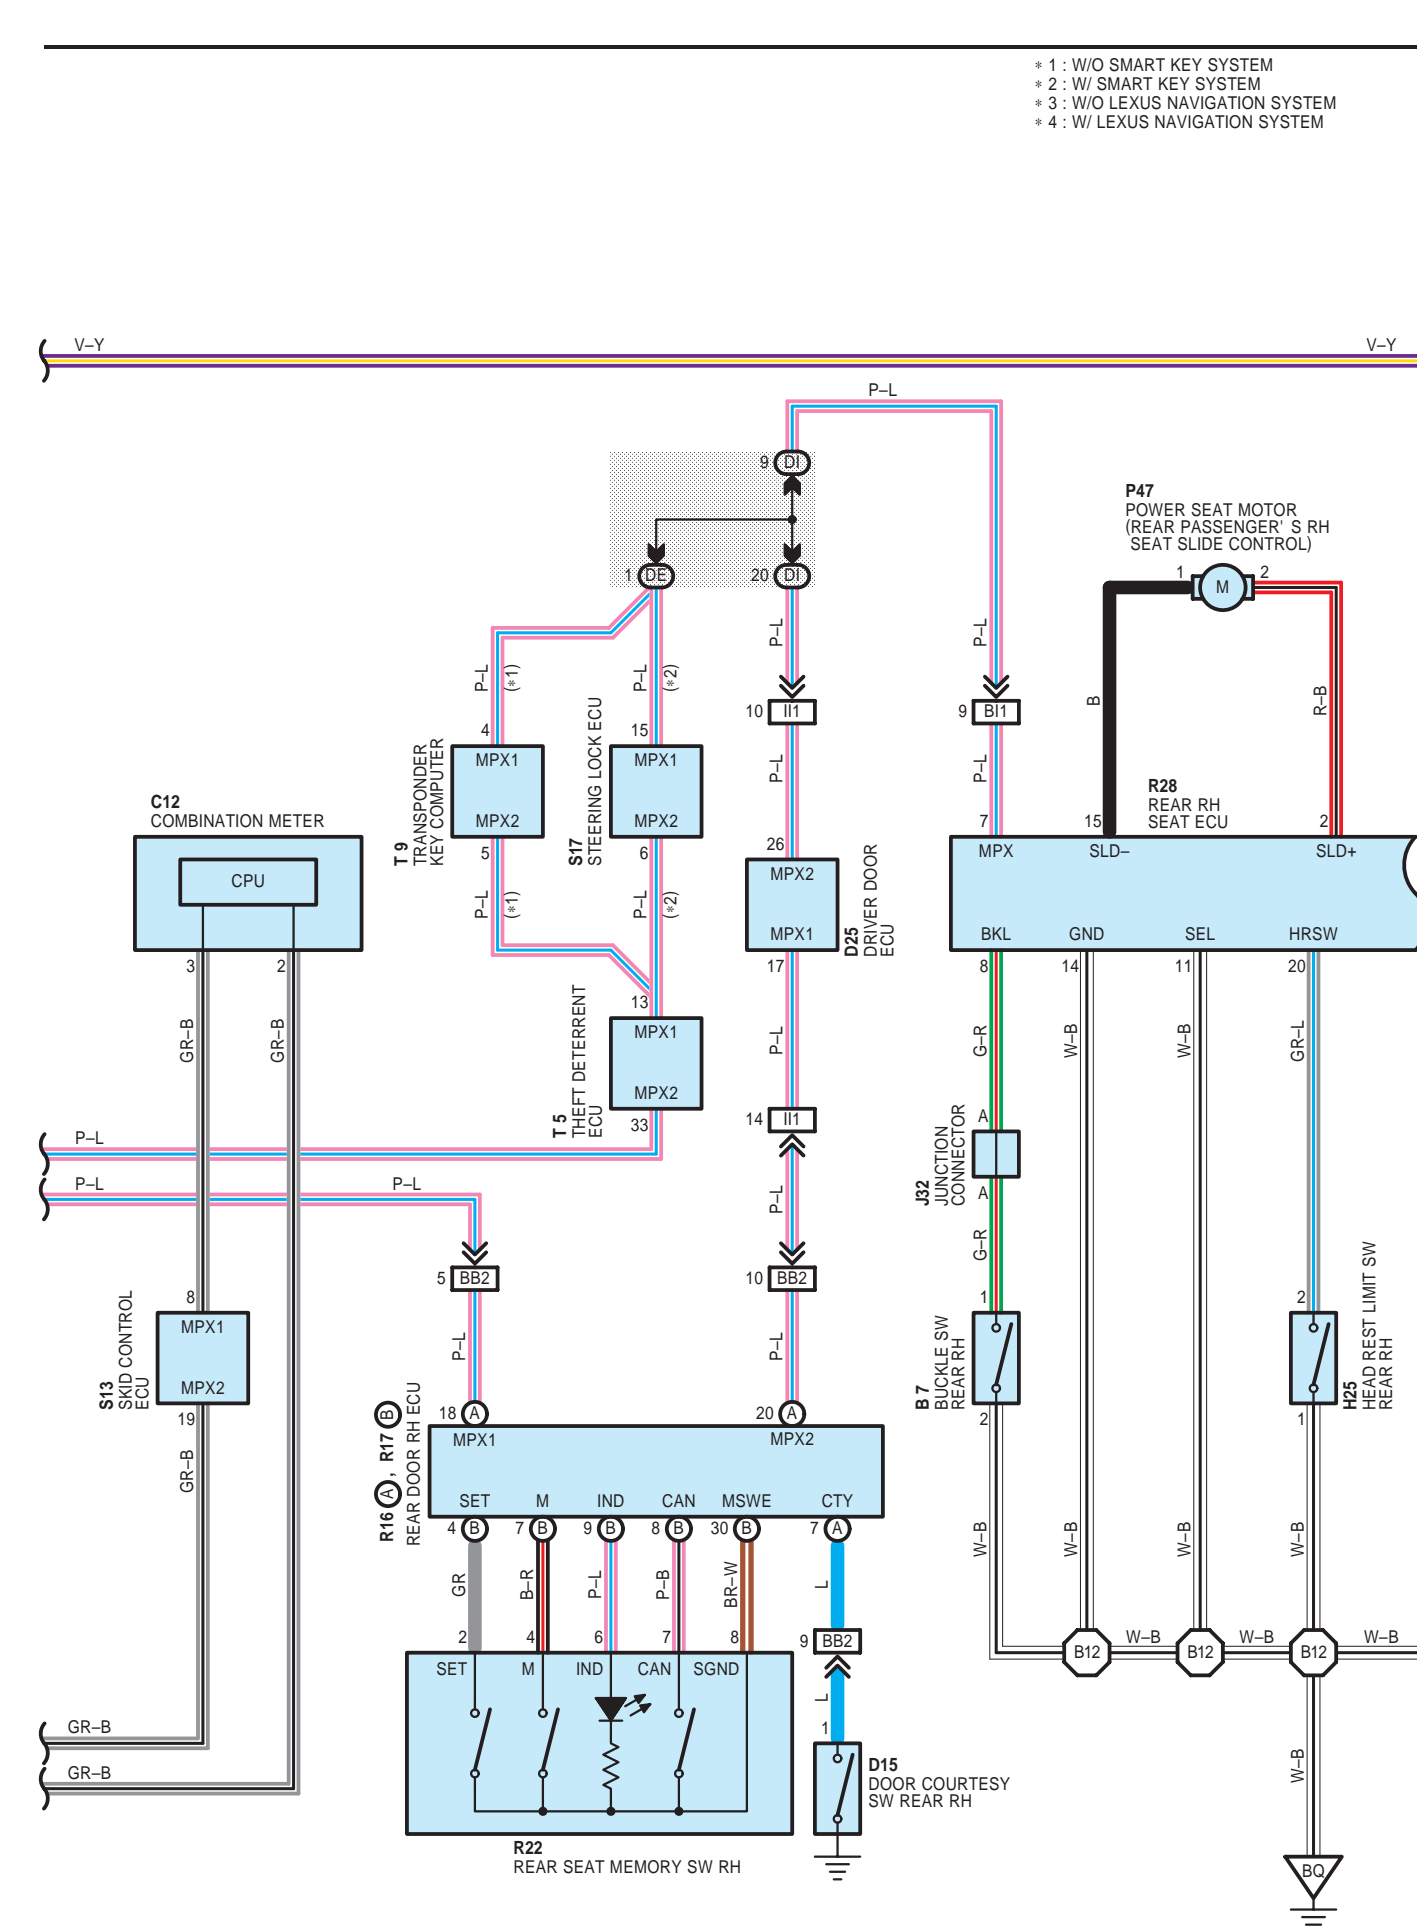 * 1 : W/O SMART KEY SYSTEM
* 2 : W/ SMART KEY SYSTEM
* 3 : W/O LEXUS NAVIGATION SYSTEM
* 4 : W/ LEXUS NAVIGATION SYSTEM
V–Y
V–Y
P–L
9 DI
1 DE
20 DI
P47
POWER SEAT MOTOR
(REAR PASSENGER' S RH
SEAT SLIDE CONTROL)
1
M
2
P–L
(*1)
P–L
(*2)
P–L
P–L
B
R–B
10 II1
9 BI1
4
15
P–L
P–L
T 9
TRANSPONDER
KEY COMPUTER
MPX1
MPX2
5
S17
STEERING LOCK ECU
MPX1
MPX2
6
R28
REAR RH
SEAT ECU
7
15
2
MPX
SLD–
SLD+
BKL
GND
SEL
HRSW
8
14
11
20
C12
COMBINATION METER
CPU
3
2
26
MPX2
MPX1
17
D25
DRIVER DOOR
ECU
P–L
(*1)
P–L
(*2)
GR–B
GR–B
T 5
THEFT DETERRENT
ECU
13
MPX1
MPX2
33
P–L
G–R
W–B
W–B
GR–L
14 II1
P–L
P–L
P–L
P–L
J32
JUNCTION
CONNECTOR
A
A
G–R
5 BB2
10 BB2
P–L
P–L
8
MPX1
MPX2
19
S13
SKID CONTROL
ECU
GR–B
B 7
BUCKLE SW
REAR RH
1
2
H25
HEAD REST LIMIT SW
REAR RH
2
1
R16 A , R17 B
REAR DOOR RH ECU
18 A
20 A
MPX1
MPX2
SET
M
IND
CAN
MSWE
CTY
4 B
7 B
9 B
8 B
30 B
7 A
GR
B–R
P–L
P–B
BR–W
L
W–B
W–B
W–B
W–B
2
4
6
7
8
9 BB2
SET
M
IND
CAN
SGND
L
1
B12
W–B
B12
W–B
B12
W–B
GR–B
GR–B
D15
DOOR COURTESY
SW REAR RH
W–B
R22
REAR SEAT MEMORY SW RH
BQ